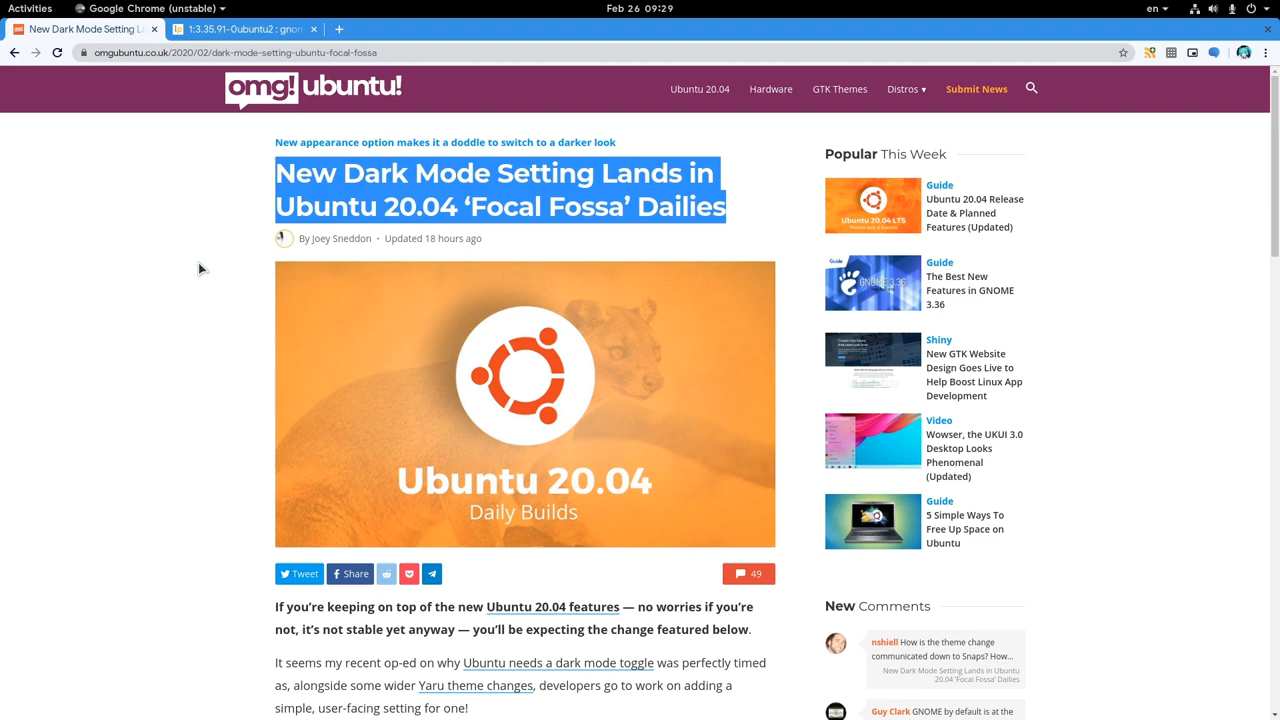 Activities
Google Chrome (unstable) ▾
Feb 26 09:29
en ▾
New Dark Mode Setting L
1:3.35.91-0ubuntu2 : gno
omgubuntu.co.uk/2020/02/dark-mode-setting-ubuntu-focal-fossa
omg! ubuntu!
Ubuntu 20.04
Hardware
GTK Themes
Distros ▾
Submit News
New appearance option makes it a doddle to switch to a darker look
New Dark Mode Setting Lands in
Ubuntu 20.04 ‘Focal Fossa’ Dailies
By Joey Sneddon • Updated 18 hours ago
Ubuntu 20.04
Daily Builds
Tweet
Share
49
If you’re keeping on top of the new Ubuntu 20.04 features — no worries if you’re
not, it’s not stable yet anyway — you’ll be expecting the change featured below.
It seems my recent op-ed on why Ubuntu needs a dark mode toggle was perfectly timed
as, alongside some wider Yaru theme changes, developers go to work on adding a
simple, user-facing setting for one!
Popular This Week
Ubuntu 20.04 LTS
Guide
Ubuntu 20.04 Release
Date & Planned
Features (Updated)
Guide
GNOME 3.36
Guide
The Best New
Features in GNOME
3.36
Shiny
New GTK Website
Design Goes Live to
Help Boost Linux App
Development
Video
Wowser, the UKUI 3.0
Desktop Looks
Phenomenal
(Updated)
Guide
5 Simple Ways To
Free Up Space on
Ubuntu
New Comments
nshiell How is the theme change
communicated down to Snaps? How...
New Dark Mode Setting Lands in Ubuntu
20.04 ‘Focal Fossa’ Dailies
Guy Clark GNOME by default is at the